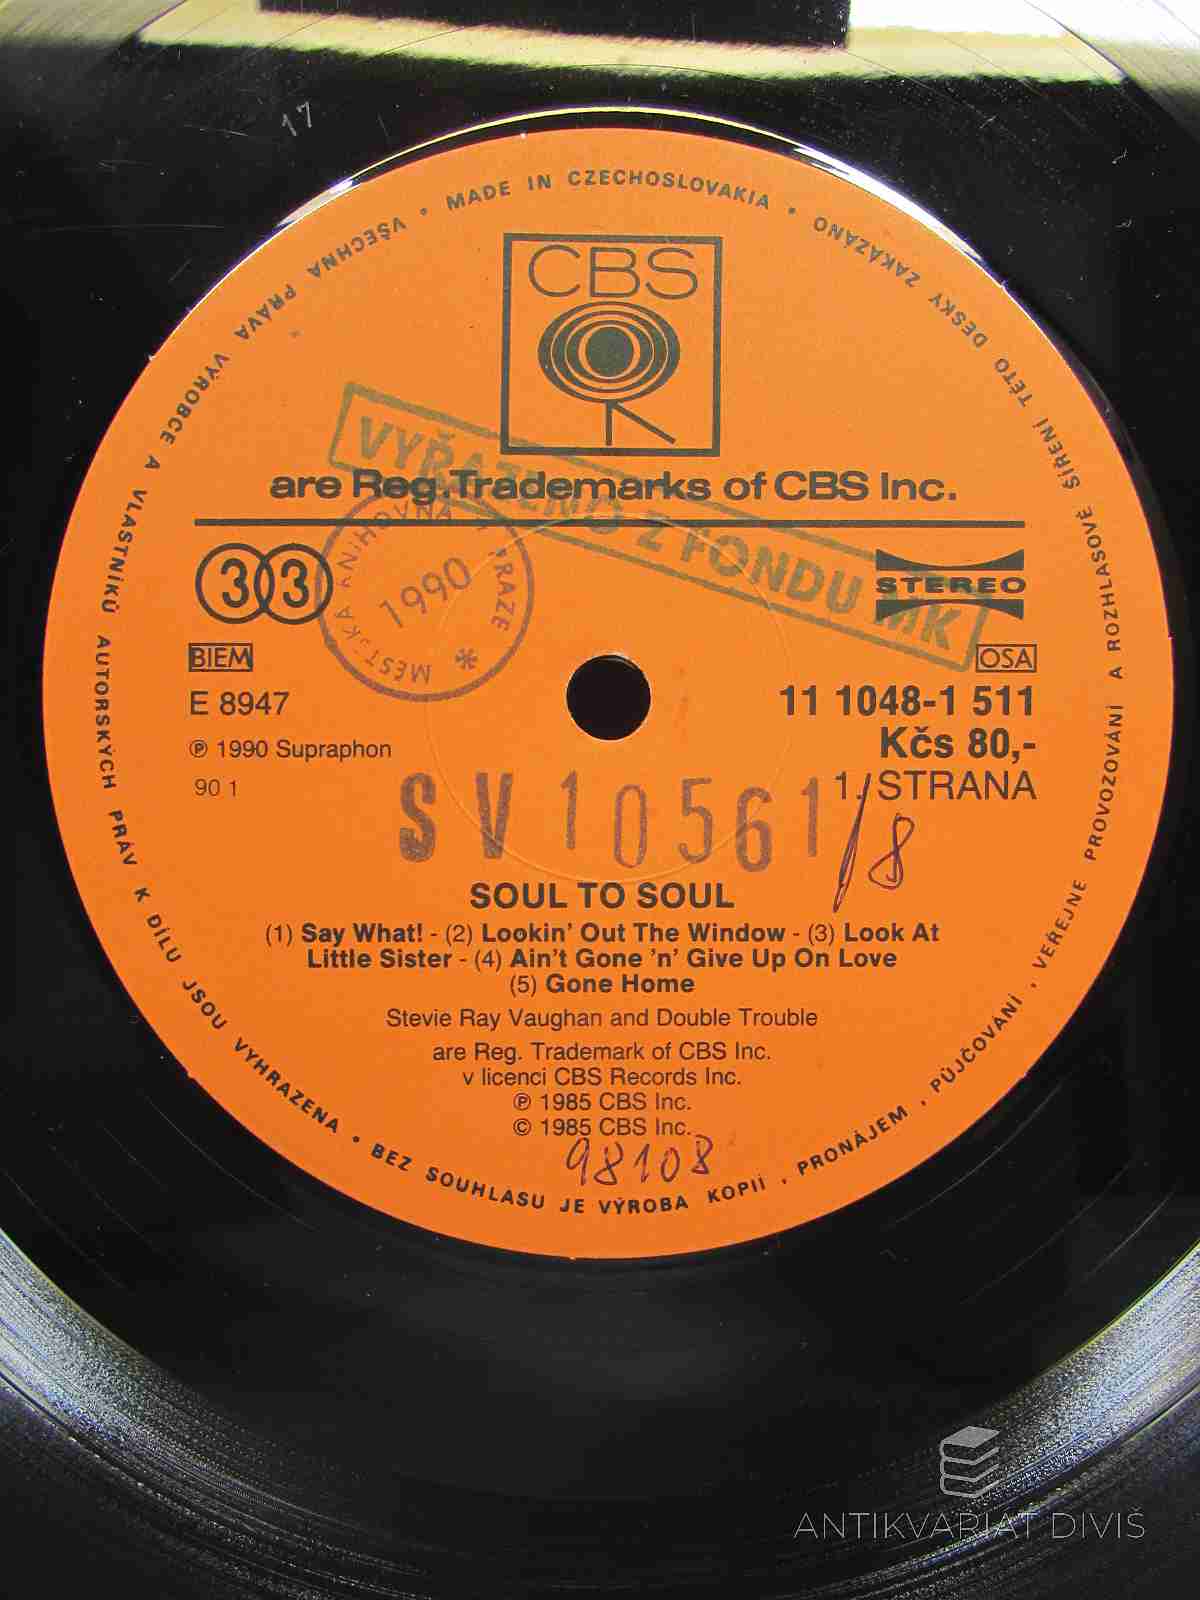 17
MADE IN CZECHOSLOVAKIA • ZAKÁZÁNO
VŠECHNA PRÁVA VÝROBCE A VLASTNÍKŮ AUTORSKÝCH PRÁV K DÍLU JSOU VYHRAZENA • BEZ SOUHLASU JE VÝROBA KOPIÍ , PRONÁJEM , PŮJČOVÁNÍ , VEŘEJNÉ PROVOZOVÁNÍ A ROZHLASOVÉ ŠÍŘENÍ TÉTO DESKY
CBS
are Reg.Trademarks of CBS Inc.
VYŘAZENO Z FONDU MK
MĚSTSKÁ KNIHOVNA V PRAZE
1990
*
33
STEREO
BIEM
OSA
E 8947
11 1048-1 511
Kčs 80,-
℗ 1990 Supraphon
90 1
1. STRANA
SV 10561/8
SOUL TO SOUL
(1) Say What! - (2) Lookin' Out The Window - (3) Look At
Little Sister - (4) Ain't Gone 'n' Give Up On Love
(5) Gone Home
Stevie Ray Vaughan and Double Trouble
are Reg. Trademark of CBS Inc.
v licenci CBS Records Inc.
℗ 1985 CBS Inc.
© 1985 CBS Inc.
98108
ANTIKVARIAT DIVIŠ